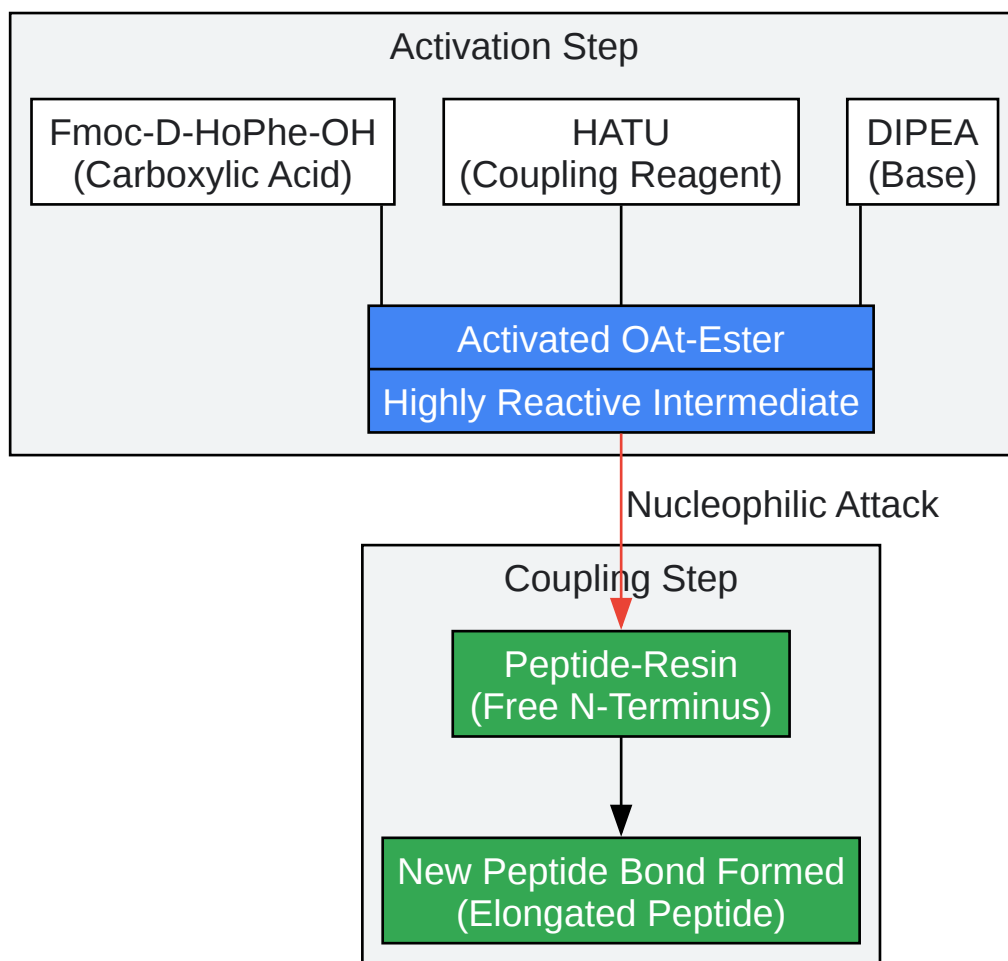 Activation Step
Fmoc-D-HoPhe-OH
(Carboxylic Acid)
HATU
(Coupling Reagent)
DIPEA
(Base)
Activated OAt-Ester
Highly Reactive Intermediate
Nucleophilic Attack
Coupling Step
Peptide-Resin
(Free N-Terminus)
New Peptide Bond Formed
(Elongated Peptide)